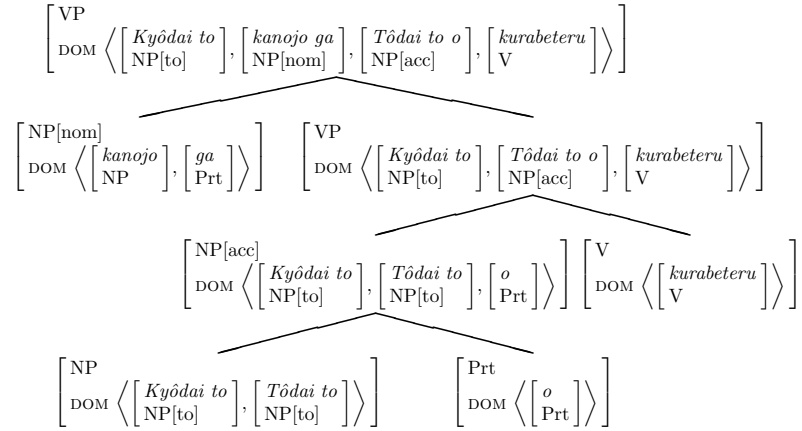 [VP
DOM ⟨[Kyôdai to NP[to]], [kanojo ga NP[nom]], [Tôdai to o NP[acc]], [kurabeteru V]⟩]
[NP[nom]
DOM ⟨[kanojo NP], [ga Prt]⟩]
[VP
DOM ⟨[Kyôdai to NP[to]], [Tôdai to o NP[acc]], [kurabeteru V]⟩]
[NP[acc]
DOM ⟨[Kyôdai to NP[to]], [Tôdai to NP[to]], [o Prt]⟩]
[V
DOM ⟨[kurabeteru V]⟩]
[NP
DOM ⟨[Kyôdai to NP[to]], [Tôdai to NP[to]]⟩]
[Prt
DOM ⟨[o Prt]⟩]